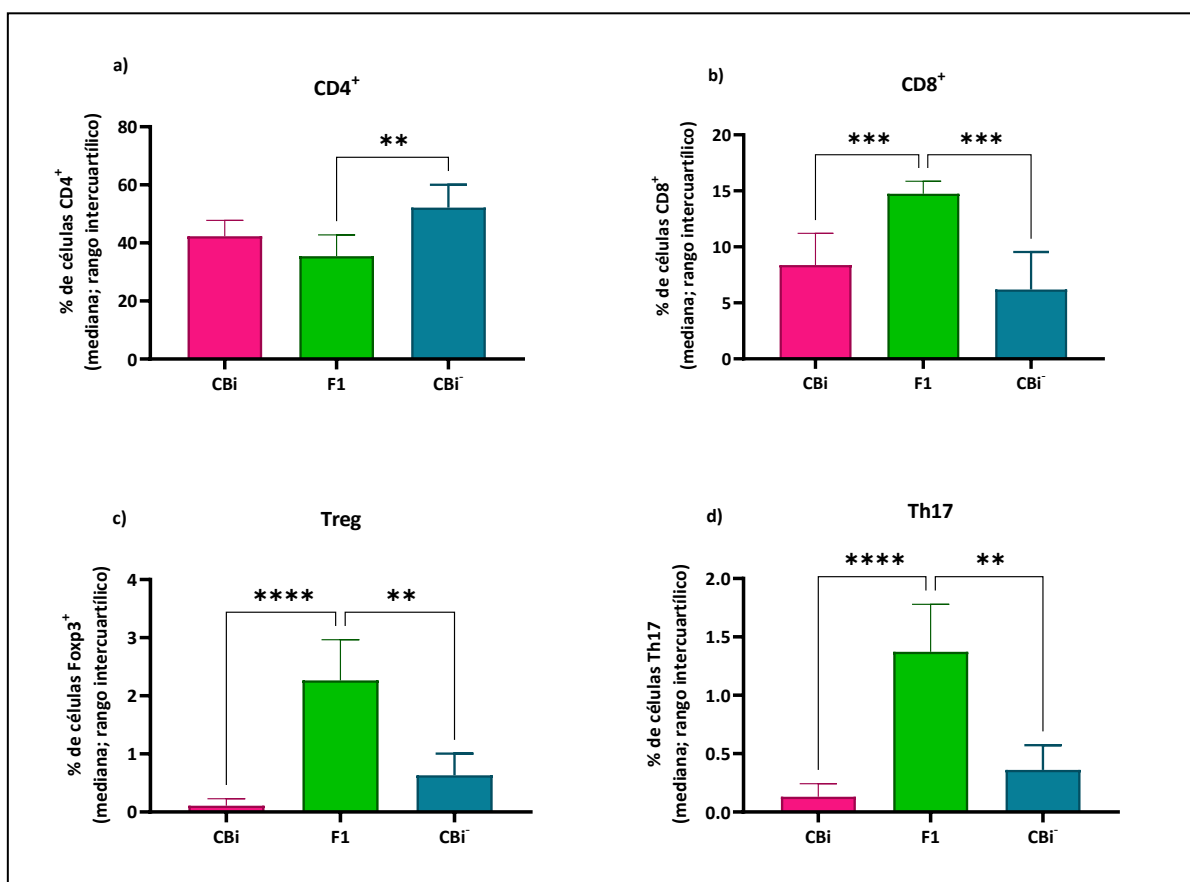 a)
CD4⁺
% de células CD4⁺
(mediana; rango intercuartílico)
80
60
40
20
0
**
CBi
F1
CBi⁻
b)
CD8⁺
% de células CD8⁺
(mediana; rango intercuartílico)
20
15
10
5
0
***
***
CBi
F1
CBi⁻
c)
Treg
% de células Foxp3⁺
(mediana; rango intercuartílico)
4
3
2
1
0
****
**
CBi
F1
CBi⁻
d)
Th17
% de células Th17
(mediana; rango intercuartílico)
2.0
1.5
1.0
0.5
0.0
****
**
CBi
F1
CBi⁻